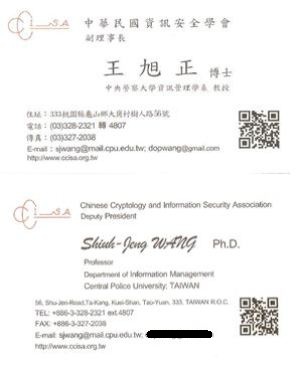 CCISA
中華民國資訊安全學會
副理事長
王旭正 博士
中央警察大學資訊管理學系 教授
住址：333桃園縣龜山鄉大崗村樹人路56號
電話：(03)328-2321 轉 4807
傳真：(03)327-2038
E-mail：sjwang@mail.cpu.edu.tw; dopwang@gmail.com
http://www.ccisa.org.tw
CCISA
Chinese Cryptology and Information Security Association
Deputy President
Shiuh-Jeng WANG Ph.D.
Professor
Department of Information Management
Central Police University, TAIWAN
56, Shu-Jen-Road,Ta-Kang, Kuei-Shan, Tao-Yuan, 333, TAIWAN R.O.C.
TEL: +886-3-328-2321 ext.4807
FAX: +886-3-327-2038
E-mail: sjwang@mail.cpu.edu.tw,
http://www.ccisa.org.tw